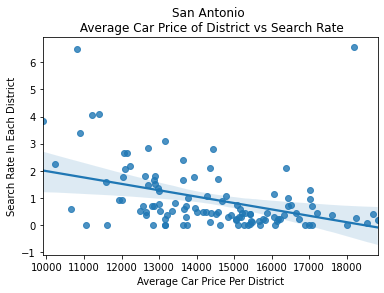 San Antonio
Average Car Price of District vs Search Rate
Search Rate In Each District
6
5
4
3
2
1
0
−1
10000 11000 12000 13000 14000 15000 16000 17000 18000
Average Car Price Per District